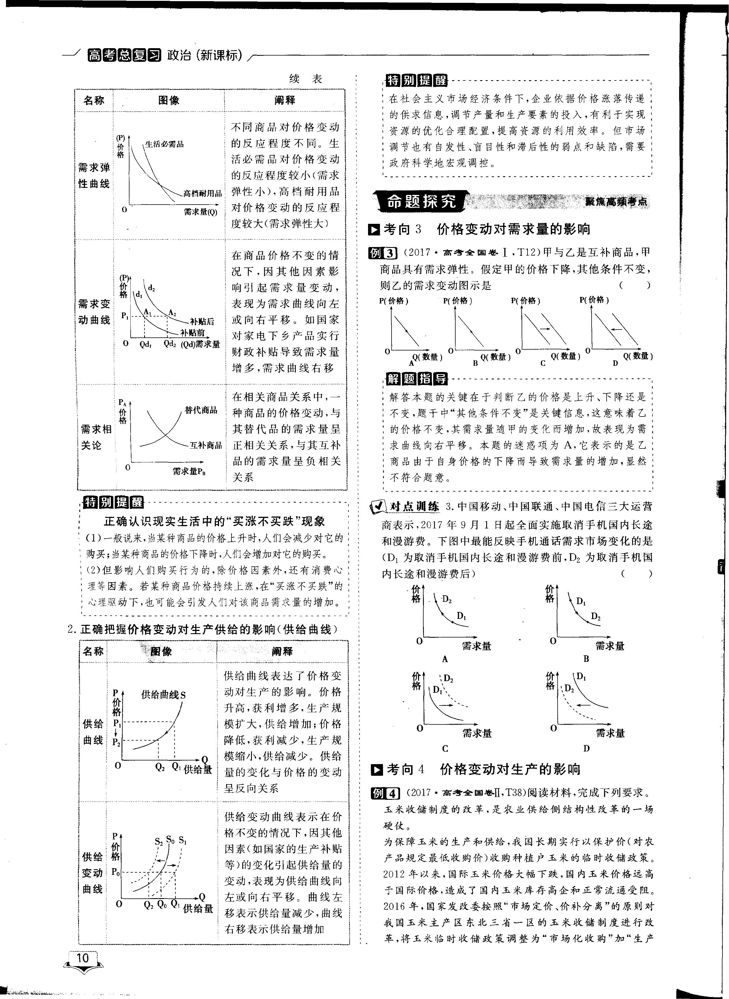 高考总复习 政治(新课标)
续 表
名称 图像 阐释
需求弹
性曲线
(P)
价
格
生活必需品
高档耐用品
O
需求量(Q)
不同商品对价格变动
的反应程度不同。生
活必需品对价格变动
的反应程度较小(需求
弹性小),高档耐用品
对价格变动的反应程
度较大(需求弹性大)
需求变
动曲线
(P)
价
格
d₁
d₂
P₁
A₁
A₂
补贴后
补贴前
O Qd₁ Qd₂ (Qd)需求量
在商品价格不变的情
况下,因其他因素影
响引起需求量变动,
表现为需求曲线向左
或向右平移。如国家
对家电下乡产品实行
财政补贴导致需求量
增多,需求曲线右移
需求相
关论
P_A
价
格
替代商品
互补商品
O
需求量P_B
在相关商品关系中,一
种商品的价格变动,与
其替代品的需求量呈
正相关关系,与其互补
品的需求量呈负相关
关系
特别提醒
正确认识现实生活中的“买涨不买跌”现象
(1)一般说来,当某种商品的价格上升时,人们会减少对它的
购买;当某种商品的价格下降时,人们会增加对它的购买。
(2)但影响人们购买行为的,除价格因素外,还有消费心
理等因素。若某种商品价格持续上涨,在“买涨不买跌”的
心理驱动下,也可能会引发人们对该商品需求量的增加。
2.正确把握价格变动对生产供给的影响(供给曲线)
名称 图像 阐释
供给
曲线
P
价
格
供给曲线S
P₁
P₂
O Q₂ Q₁ 供给量
Q
供给曲线表达了价格变
动对生产的影响。价格
升高,获利增多,生产规
模扩大,供给增加;价格
降低,获利减少,生产规
模缩小,供给减少。供给
量的变化与价格的变动
呈反向关系
供给
变动
曲线
P
价
格
S₂ S₀ S₁
P₀
Q
O Q₂ Q₀ Q₁ 供给量
供给变动曲线表示在价
格不变的情况下,因其他
因素(如国家的生产补贴
等)的变化引起供给量的
变动,表现为供给曲线向
左或向右平移。曲线左
移表示供给量减少,曲线
右移表示供给量增加
10
特别提醒
在社会主义市场经济条件下,企业依据价格涨落传递
的供求信息,调节产量和生产要素的投入,有利于实现
资源的优化合理配置,提高资源的利用效率。但市场
调节也有自发性、盲目性和滞后性的弱点和缺陷,需要
政府科学地宏观调控。
命题探究 聚焦高频考点
考向3 价格变动对需求量的影响
例3 (2017·高考全国卷Ⅰ,T12)甲与乙是互补商品,甲
商品具有需求弹性。假定甲的价格下降,其他条件不变,
则乙的需求变动图示是 ( )
P(价格) P(价格) P(价格) P(价格)
O Q(数量) O Q(数量) O Q(数量) O Q(数量)
A B C D
解题指导
解答本题的关键在于判断乙的价格是上升、下降还是
不变,题干中“其他条件不变”是关键信息,这意味着乙
的价格不变,其需求量随甲的变化而增加,故表现为需
求曲线向右平移。本题的迷惑项为 A,它表示的是乙
商品由于自身价格的下降而导致需求量的增加,显然
不符合题意。
对点训练 3.中国移动、中国联通、中国电信三大运营
商表示,2017 年 9 月 1 日起全面实施取消手机国内长途
和漫游费。下图中最能反映手机通话需求市场变化的是
(D₁ 为取消手机国内长途和漫游费前,D₂ 为取消手机国
内长途和漫游费后) ( )
价格 D₂ D₁ O 需求量
A
价格 D₁ D₂ O 需求量
B
价格 D₂ D₁ O 需求量
C
价格 D₁ D₂ O 需求量
D
考向4 价格变动对生产的影响
例4 (2017·高考全国卷Ⅱ,T38)阅读材料,完成下列要求。
玉米收储制度的改革,是农业供给侧结构性改革的一场
硬仗。
为保障玉米的生产和供给,我国长期实行以保护价(对农
产品规定最低收购价)收购种植户玉米的临时收储政策。
2012 年以来,国际玉米价格大幅下跌,国内玉米价格远高
于国际价格,造成了国内玉米库存高企和正常流通受阻。
2016 年,国家发改委按照“市场定价、价补分离”的原则对
我国玉米主产区东北三省一区的玉米收储制度进行改
革,将玉米临时收储政策调整为“市场化收购”加“生产